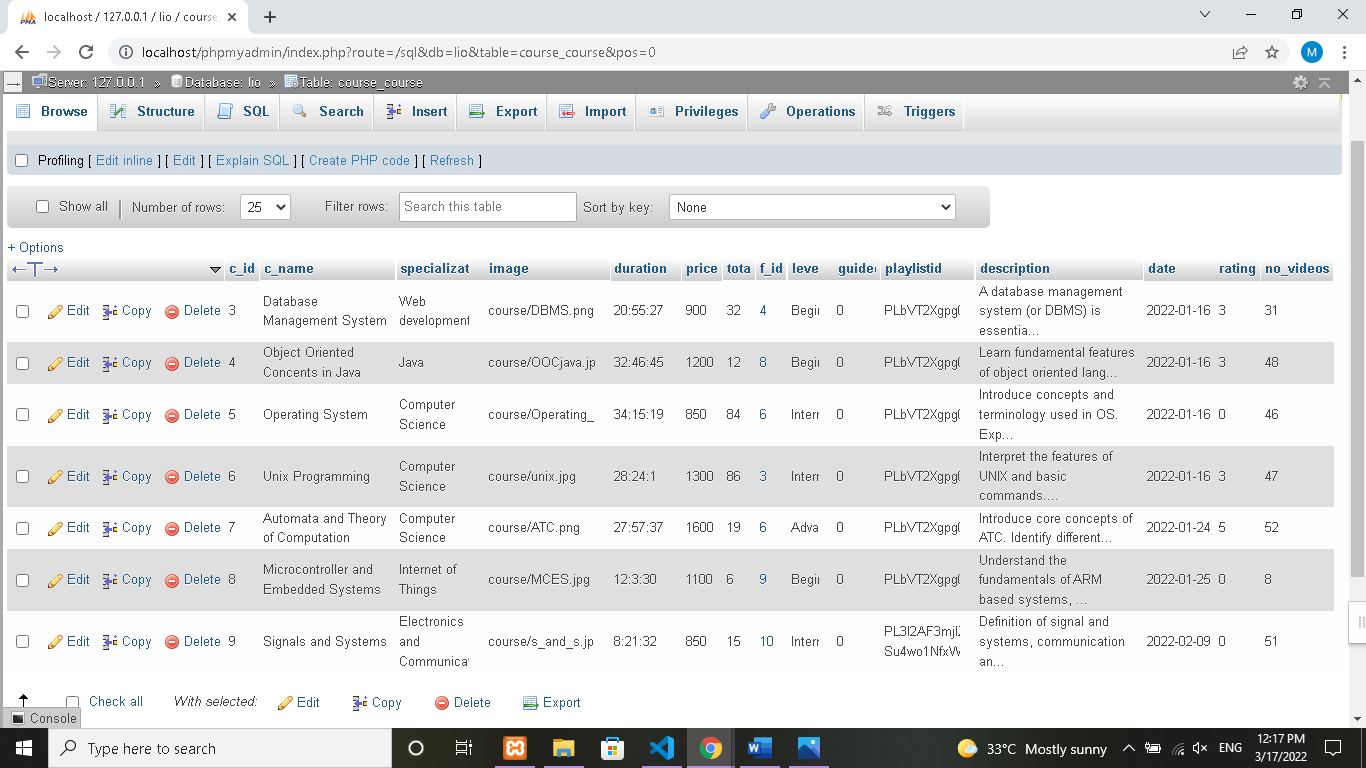 localhost / 127.0.0.1 / lio / course
localhost/phpmyadmin/index.php?route=/sql&db=lio&table=course_course&pos=0
M
Server: 127.0.0.1 » Database: lio » Table: course_course
Browse Structure SQL Search Insert Export Import Privileges Operations Triggers
Profiling [ Edit inline ] [ Edit ] [ Explain SQL ] [ Create PHP code ] [ Refresh ]
Show all Number of rows: 25 Filter rows: Search this table Sort by key: None
+ Options
←T→ c_id c_name specializat image duration price tota f_id leve guide playlistid description date rating no_videos
Edit Copy Delete 3 Database Web course/DBMS.png 20:55:27 900 32 4 Begii 0 PLbVT2Xgpg( A database management 2022-01-16 3 31
Management System development system (or DBMS) is
essentia...
Edit Copy Delete 4 Object Oriented Java course/OOCjava.jp 32:46:45 1200 12 8 Begii 0 PLbVT2Xgpg( Learn fundamental features 2022-01-16 3 48
Concents in Java of object oriented lang...
Edit Copy Delete 5 Operating System Computer course/Operating_ 34:15:19 850 84 6 Interr 0 PLbVT2Xgpg( Introduce concepts and 2022-01-16 0 46
Science terminology used in OS.
Exp...
Edit Copy Delete 6 Unix Programming Computer course/unix.jpg 28:24:1 1300 86 3 Interr 0 PLbVT2Xgpg( Interpret the features of 2022-01-16 3 47
Science UNIX and basic
commands....
Edit Copy Delete 7 Automata and Theory Computer course/ATC.png 27:57:37 1600 19 6 Adva 0 PLbVT2Xgpg( Introduce core concepts of 2022-01-24 5 52
of Computation Science ATC. Identify different...
Edit Copy Delete 8 Microcontroller and Internet of course/MCES.jpg 12:3:30 1100 6 9 Begii 0 PLbVT2Xgpg( Understand the 2022-01-25 0 8
Embedded Systems Things fundamentals of ARM
based systems, ...
Edit Copy Delete 9 Signals and Systems Electronics course/s_and_s.jp 8:21:32 850 15 10 Interr 0 PL3I2AF3mjl Definition of signal and 2022-02-09 0 51
and Su4wo1NfxW systems, communication
Communica an...
Check all With selected: Edit Copy Delete Export
Console
Type here to search 33°C Mostly sunny ENG 12:17 PM
3/17/2022